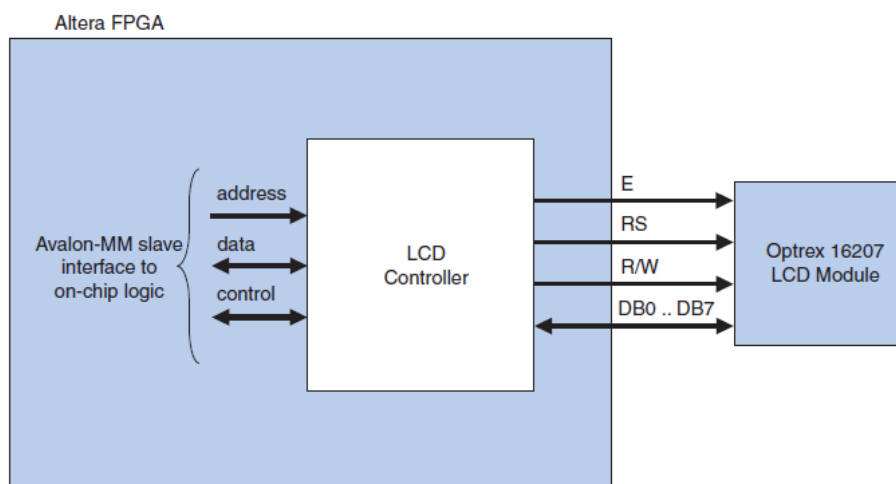 Altera FPGA
address
data
control
Avalon-MM slave
interface to
on-chip logic
LCD
Controller
E
RS
R/W
DB0 .. DB7
Optrex 16207
LCD Module